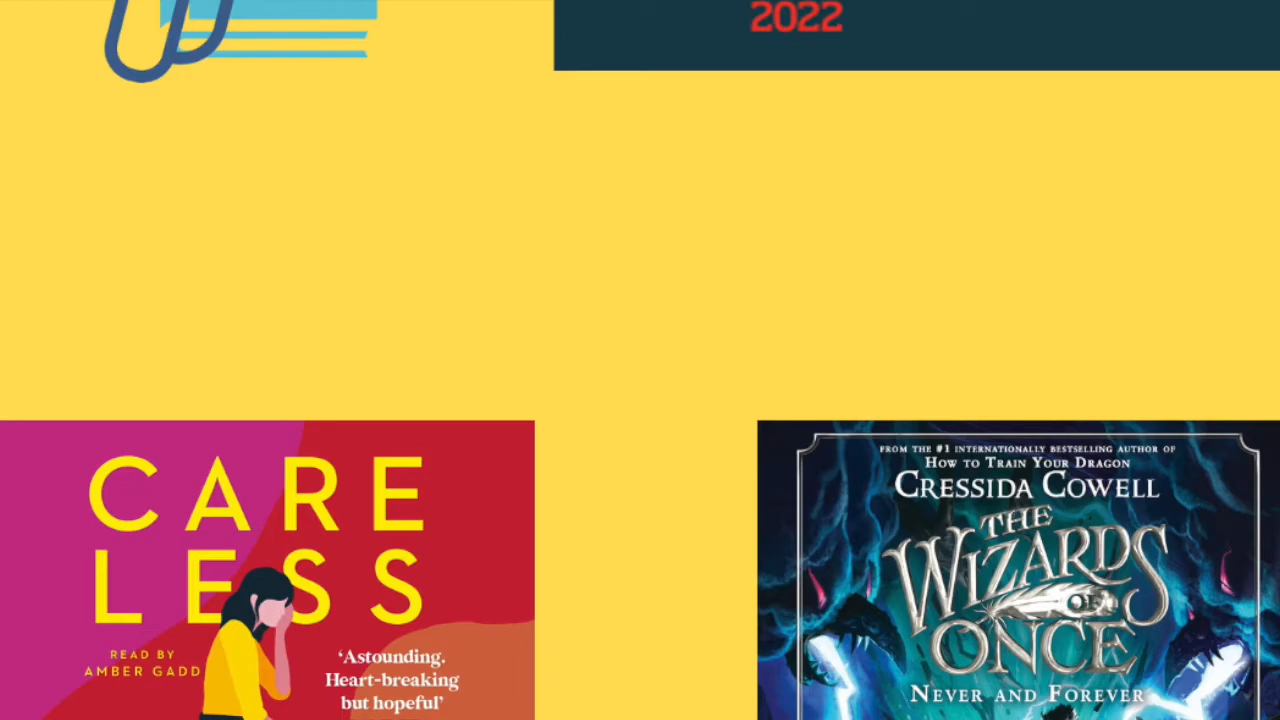 2022
CARE
LESS
READ BY
AMBER GADD
‘Astounding.
Heart-breaking
but hopeful’
FROM THE #1 INTERNATIONALLY BESTSELLING AUTHOR OF
HOW TO TRAIN YOUR DRAGON
CRESSIDA COWELL
THE
WIZARDS
OF
ONCE
NEVER AND FOREVER